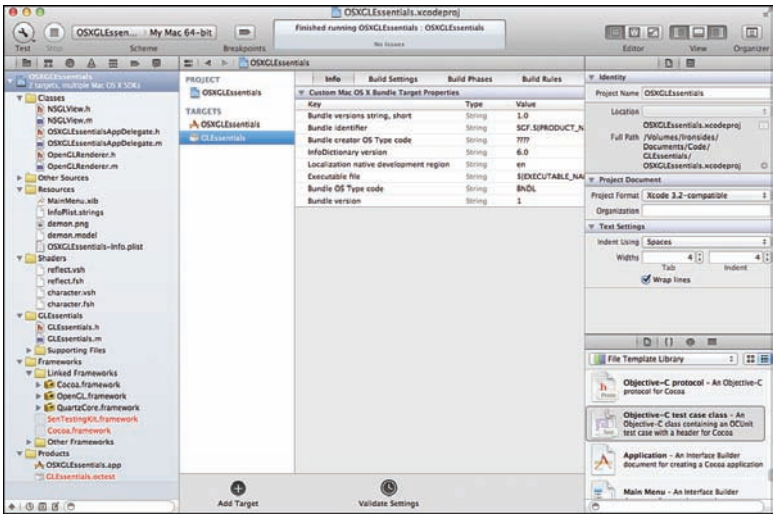 OSXGLEssentials.xcodeproj
Test
Stop
OSXGLEssen...
My Mac 64-bit
Scheme
Breakpoints
Finished running OSXGLEssentials : OSXGLEssentials
No Issues
Editor
View
Organizer
OSXGLEssentials
OSXGLEssentials
2 targets, multiple Mac OS X SDKs
Classes
NSGLView.h
NSGLView.m
OSXGLEssentialsAppDelegate.h
OSXGLEssentialsAppDelegate.m
OpenGLRenderer.h
OpenGLRenderer.m
Other Sources
Resources
MainMenu.xib
InfoPlist.strings
demon.png
demon.model
OSXGLEssentials-Info.plist
Shaders
reflect.vsh
reflect.fsh
character.vsh
character.fsh
GLEssentials
GLEssentials.h
GLEssentials.m
Supporting Files
Frameworks
Linked Frameworks
Cocoa.framework
OpenGL.framework
QuartzCore.framework
SenTestingKit.framework
Cocoa.framework
Other Frameworks
Products
OSXGLEssentials.app
GLEssentials.octest
PROJECT
OSXGLEssentials
TARGETS
OSXGLEssentials
GLEssentials
Info
Build Settings
Build Phases
Build Rules
Custom Mac OS X Bundle Target Properties
Key Type Value
Bundle versions string, short String 1.0
Bundle identifier String SGF.${PRODUCT_N
Bundle creator OS Type code String ????
InfoDictionary version String 6.0
Localization native development region String en
Executable file String ${EXECUTABLE_NA
Bundle OS Type code String BNDL
Bundle version String 1
Add Target
Validate Settings
Identity
Project Name OSXGLEssentials
Location
OSXGLEssentials.xcodeproj
Full Path /Volumes/Ironsides/
Documents/Code/
GLEssentials/
OSXGLEssentials.xcodeproj
Project Document
Project Format Xcode 3.2-compatible
Organization
Text Settings
Indent Using Spaces
Widths 4 4
Tab Indent
Wrap lines
File Template Library
Objective-C protocol - An Objective-C
protocol for Cocoa
Objective-C test case class - An
Objective-C class containing an OCUnit
test case with a header for Cocoa
Application - An Interface Builder
document for creating a Cocoa application
Main Menu - An Interface Builder